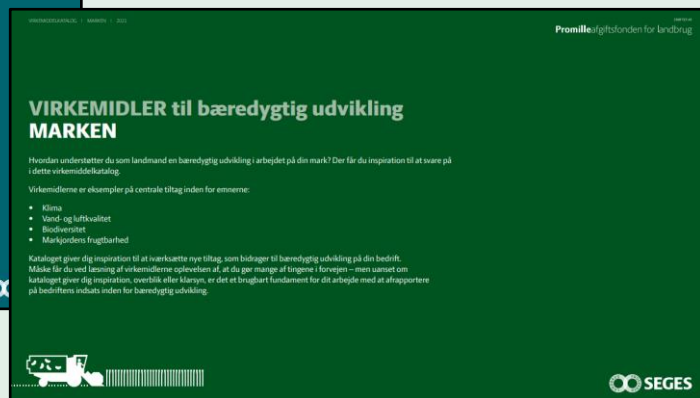 VIRKEMIDDELKATALOG | MARKEN | 2021
Promilleafgiftsfonden for landbrug
VIRKEMIDLER til bæredygtig udvikling
MARKEN
Hvordan understøtter du som landmand en bæredygtig udvikling i arbejdet på din mark? Der får du inspiration til at svare på
i dette virkemiddelkatalog.
Virkemidlerne er eksempler på centrale tiltag inden for emnerne:
• Klima
• Vand- og luftkvalitet
• Biodiversitet
• Markjordens frugtbarhed
Kataloget giver dig inspiration til at iværksætte nye tiltag, som bidrager til bæredygtig udvikling på din bedrift.
Måske får du ved læsning af virkemidlerne oplevelsen af, at du gør mange af tingene i forvejen – men uanset om
kataloget giver dig inspiration, overblik eller klarsyn, er det et brugbart fundament for dit arbejde med at afrapportere
på bedriftens indsats inden for bæredygtig udvikling.
SEGES